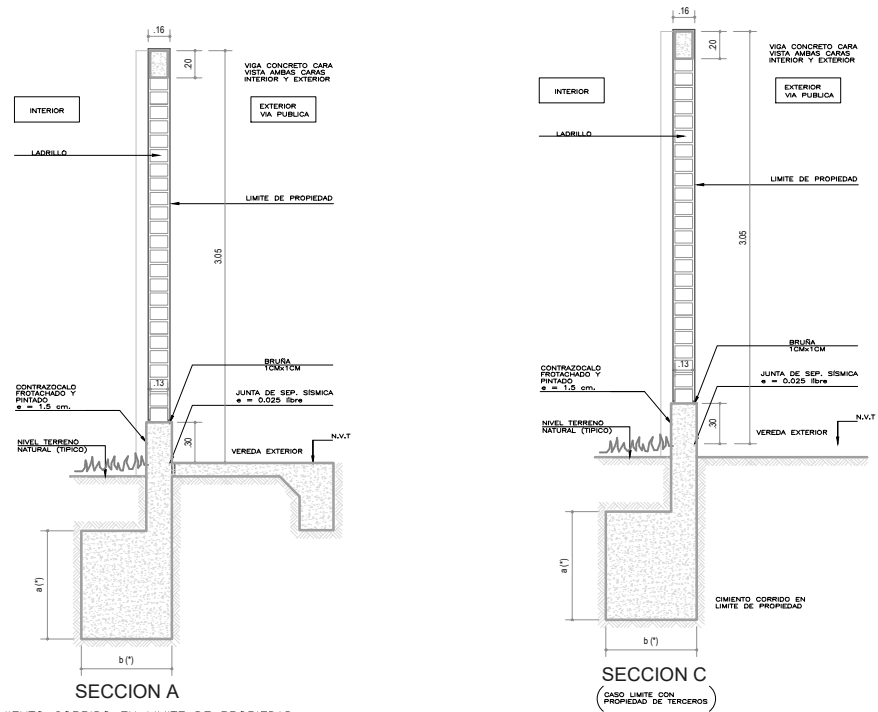 .16
.20
VIGA CONCRETO CARA
VISTA AMBAS CARAS
INTERIOR Y EXTERIOR
INTERIOR
EXTERIOR
VIA PUBLICA
LADRILLO
LIMITE DE PROPIEDAD
3.05
BRUÑA
1CMx1CM
.13
CONTRAZOCALO
FROTACHADO Y
PINTADO
e = 1.5 cm.
JUNTA DE SEP. SÍSMICA
e = 0.025 libre
.30
NIVEL TERRENO
NATURAL (TIPICO)
VEREDA EXTERIOR
N.V.T
a (*)
b (*)
SECCION A
.16
.20
VIGA CONCRETO CARA
VISTA AMBAS CARAS
INTERIOR Y EXTERIOR
INTERIOR
EXTERIOR
VIA PUBLICA
LADRILLO
LIMITE DE PROPIEDAD
3.05
BRUÑA
1CMx1CM
.13
CONTRAZOCALO
FROTACHADO Y
PINTADO
e = 1.5 cm.
JUNTA DE SEP. SÍSMICA
e = 0.025 libre
.30
NIVEL TERRENO
NATURAL (TIPICO)
VEREDA EXTERIOR
N.V.T
a (*)
CIMIENTO CORRIDO EN
LIMITE DE PROPIEDAD
b (*)
SECCION C
(CASO LIMITE CON
PROPIEDAD DE TERCEROS)